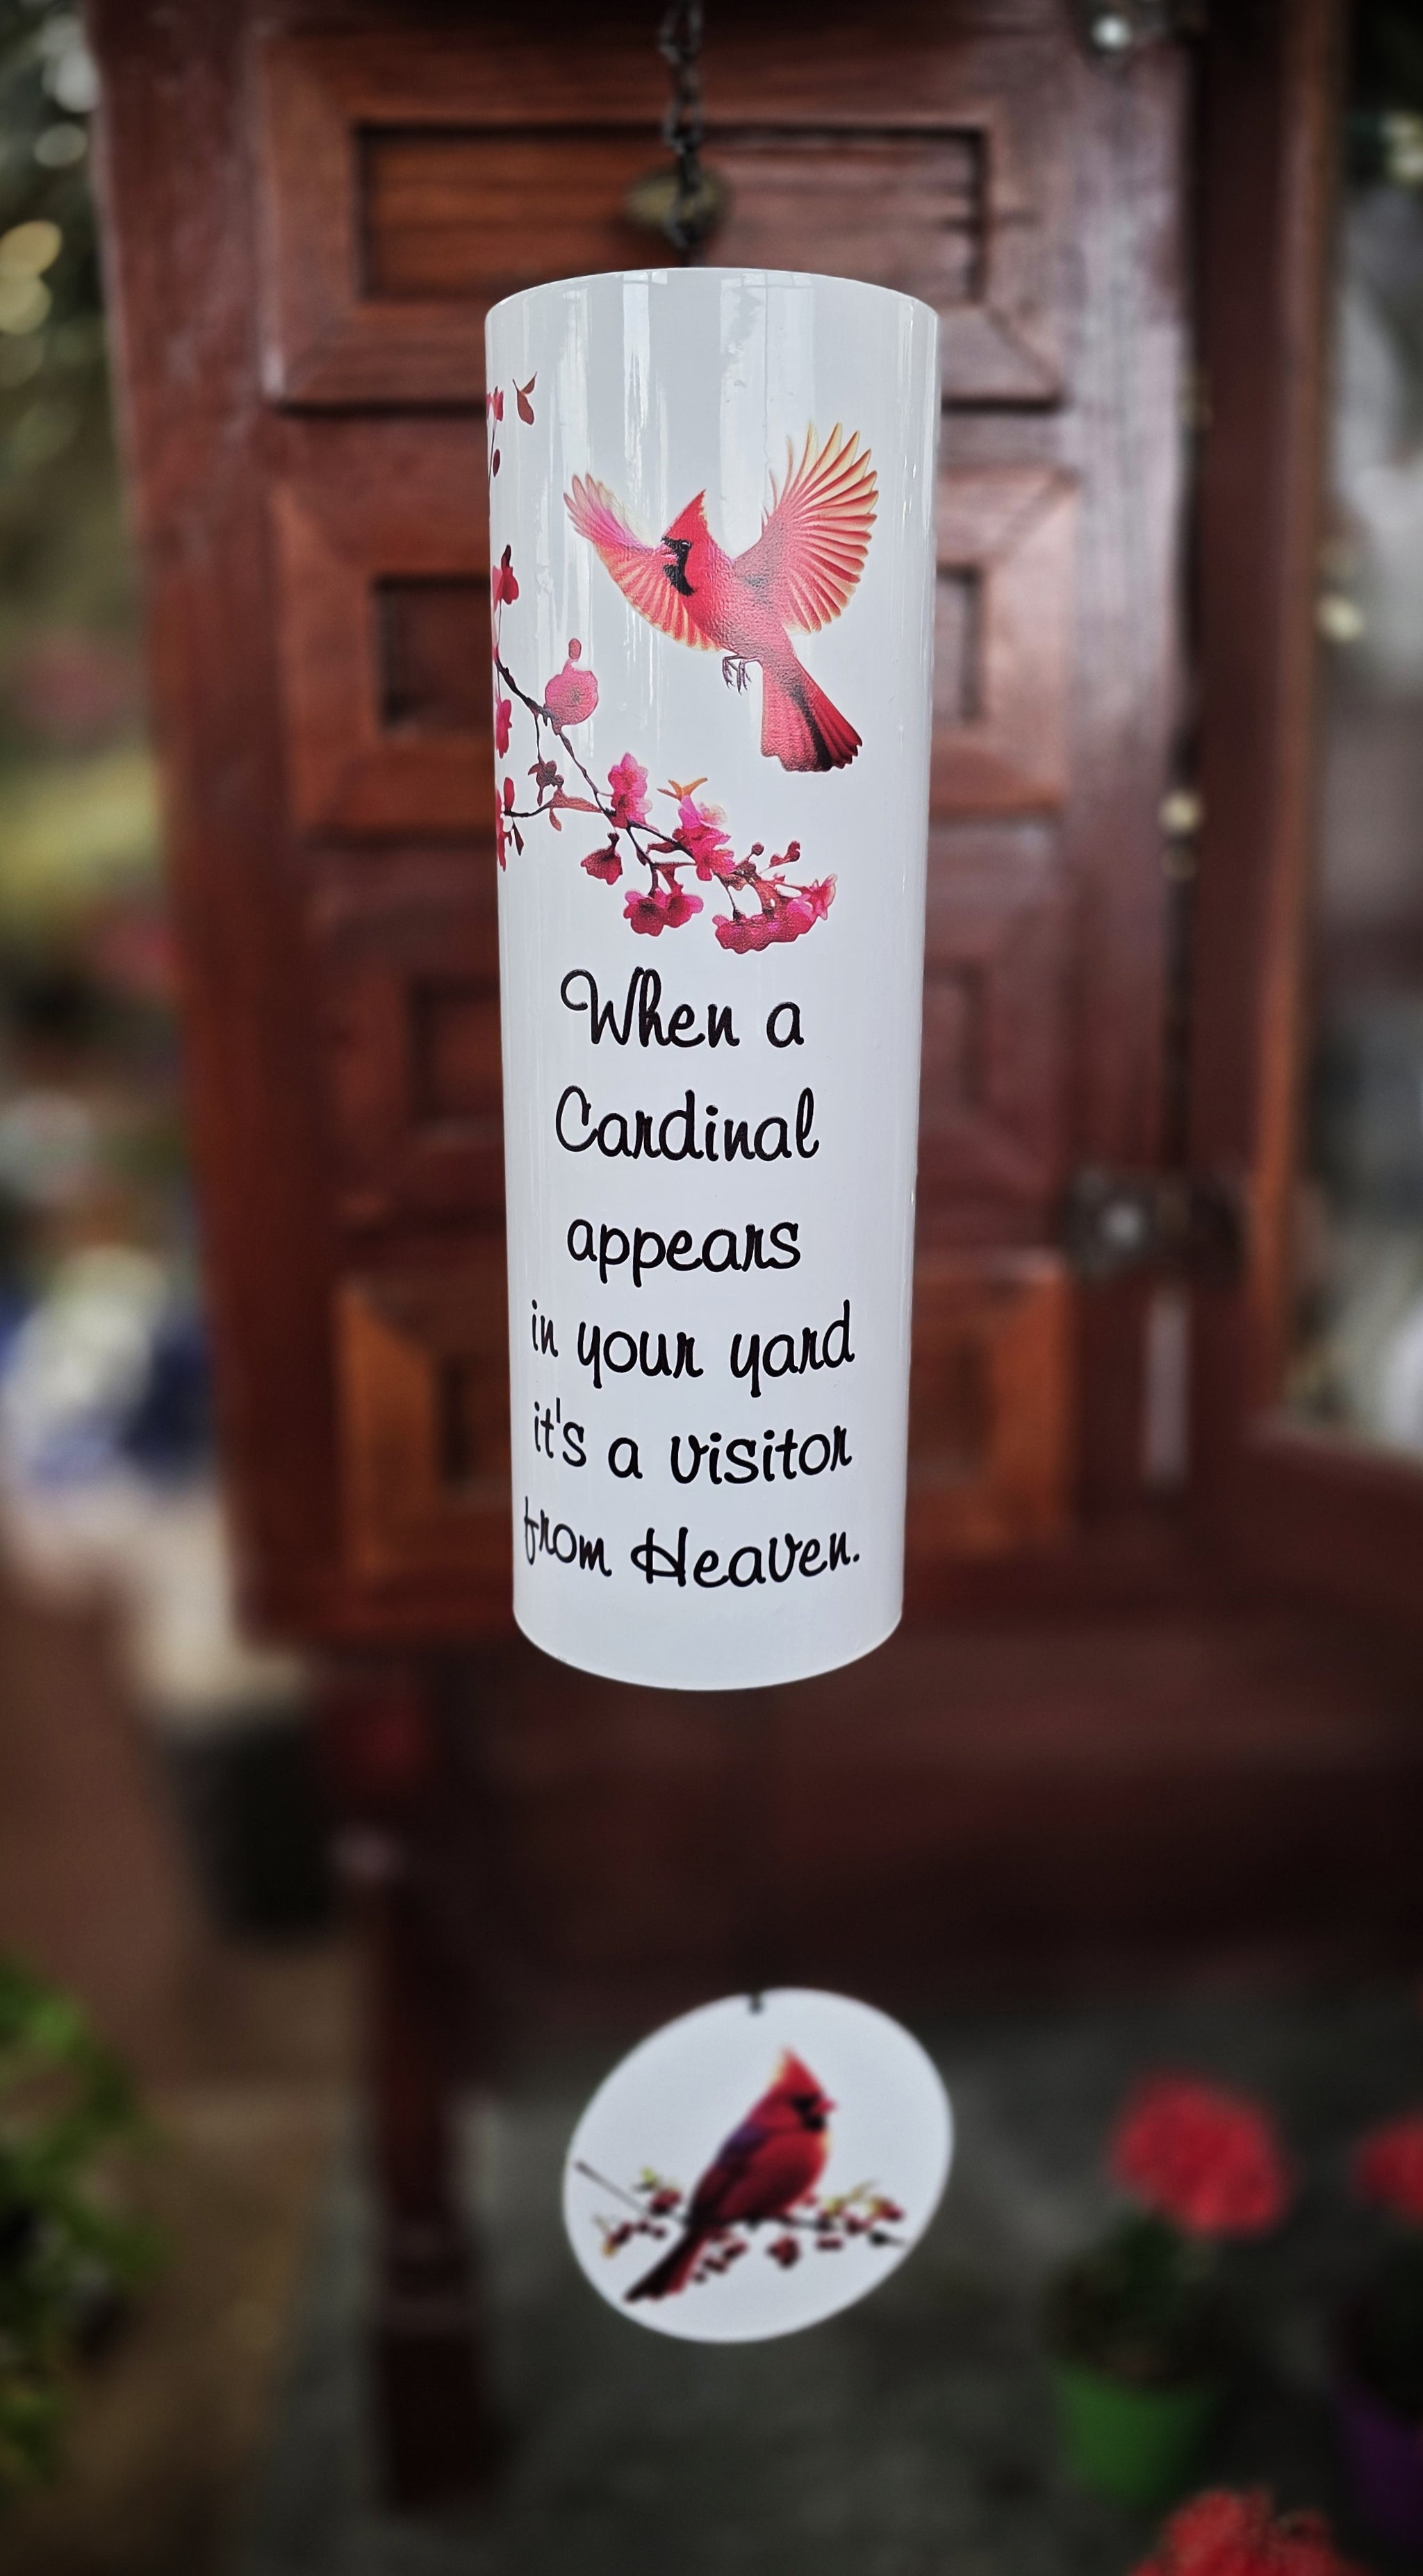 When a
Cardinal
appears
in your yard
it's a visitor
from Heaven.